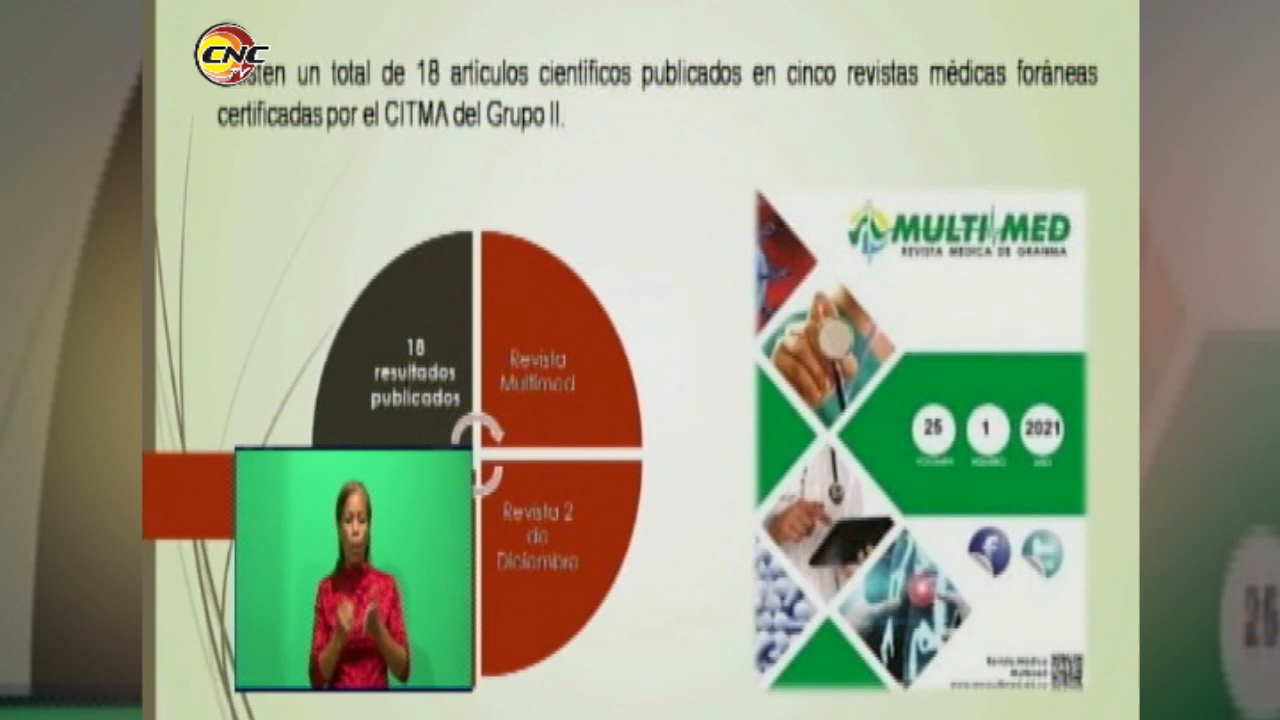 CNC
TV
un total de 18 artículos científicos publicados en cinco revistas médicas foráneas
certificadas por el CITMA del Grupo II.
18
resultados
publicados
Revista
Multimed
Revista 2
de
Diciembre
MULTIMED
REVISTA MÉDICA DE GRANMA
25 1 2021
Revista Médica
Multimed